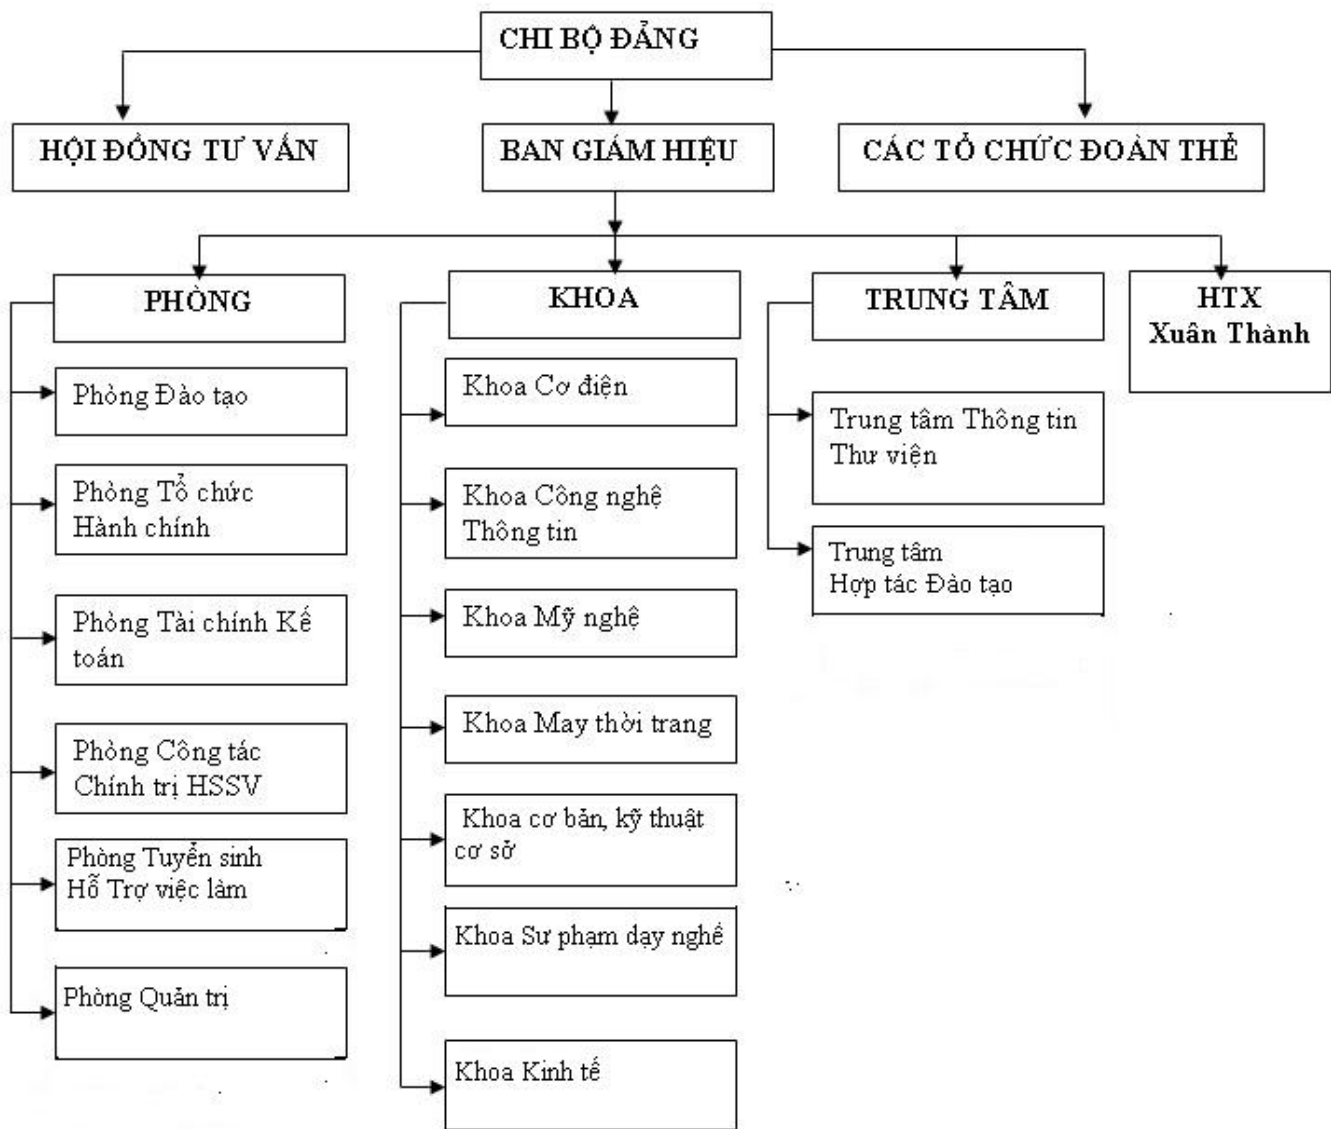 CHI BỘ ĐẢNG
HỘI ĐỒNG TƯ VẤN
BAN GIÁM HIỆU
CÁC TỔ CHỨC ĐOÀN THỂ
PHÒNG
KHOA
TRUNG TÂM
HTX
Xuân Thành
Phòng Đào tạo
Phòng Tổ chức
Hành chính
Phòng Tài chính Kế
toán
Phòng Công tác
Chính trị HSSV
Phòng Tuyển sinh
Hỗ Trợ việc làm
Phòng Quản trị
Khoa Cơ điện
Khoa Công nghệ
Thông tin
Khoa Mỹ nghệ
Khoa May thời trang
Khoa cơ bản, kỹ thuật
cơ sở
Khoa Sư phạm dạy nghề
Khoa Kinh tế
Trung tâm Thông tin
Thư viện
Trung tâm
Hợp tác Đào tạo